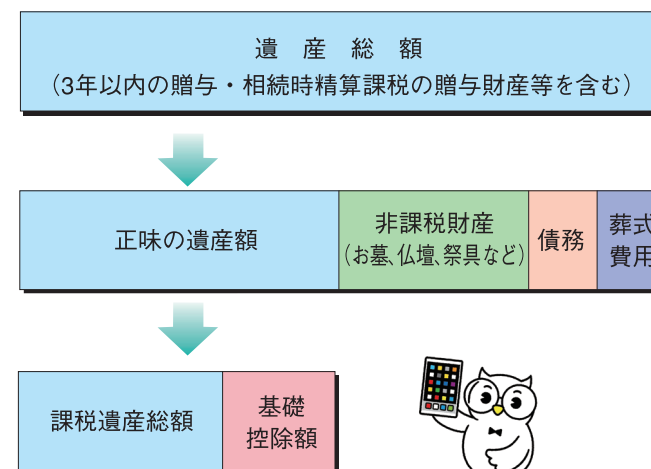 遺産総額
（3年以内の贈与・相続時精算課税の贈与財産等を含む）
正味の遺産額
非課税財産
（お墓、仏壇、祭具など）
債務
葬式
費用
課税遺産総額
基礎
控除額